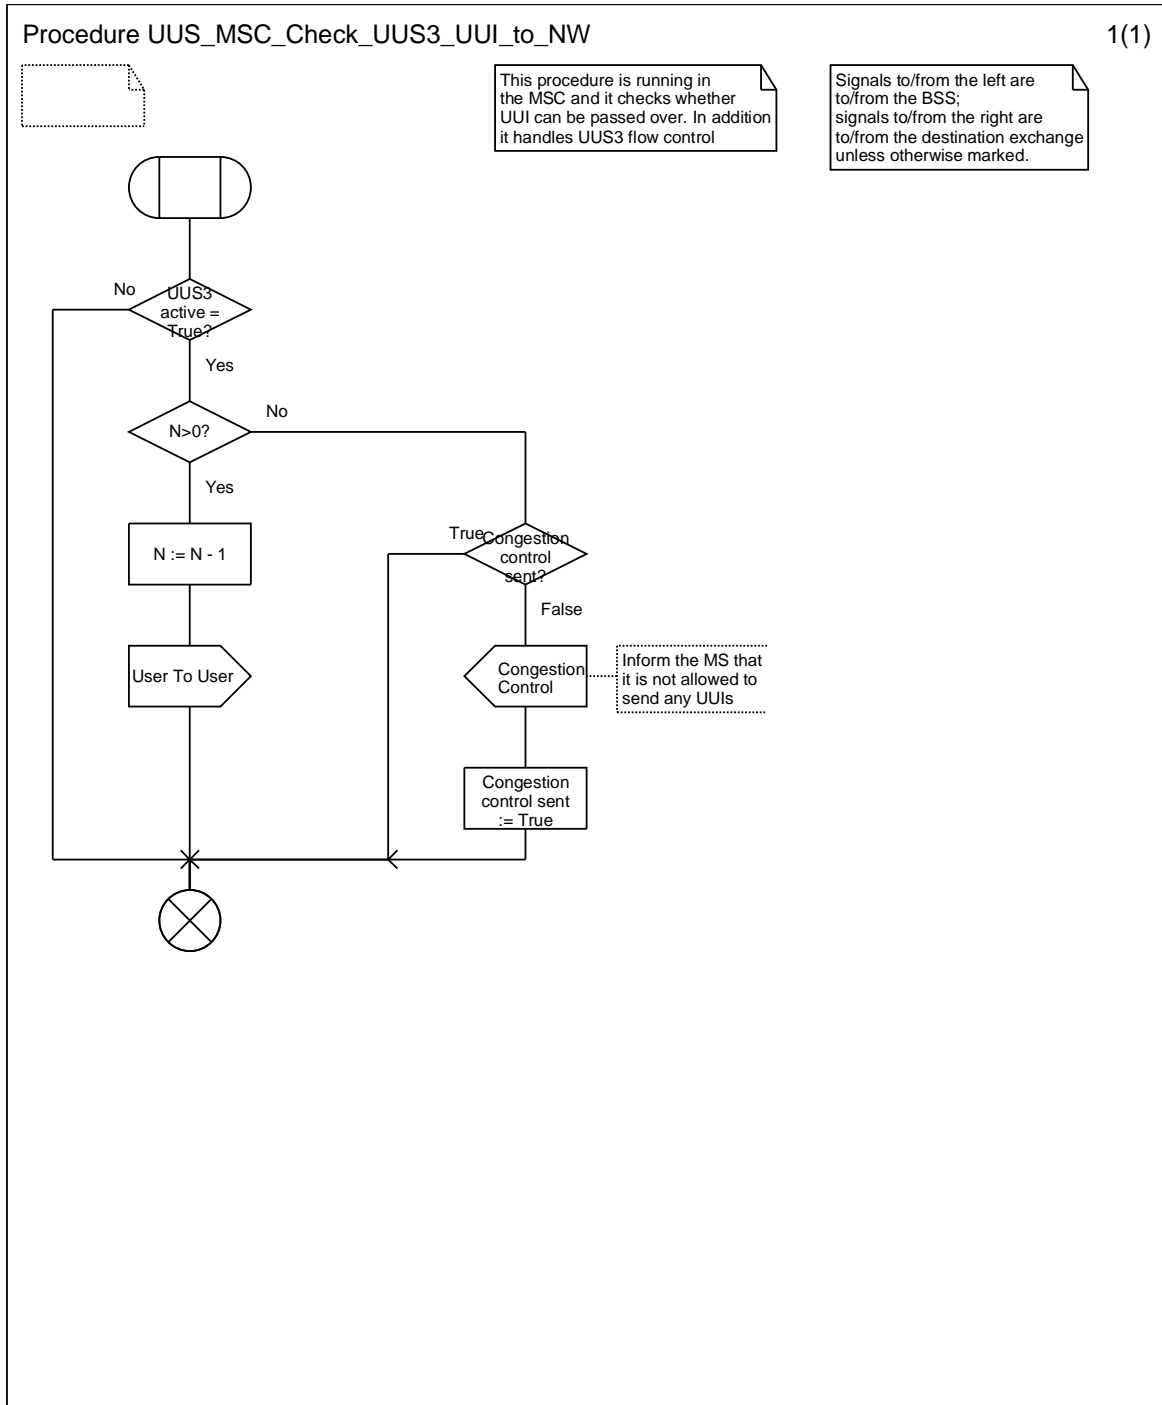 Procedure UUS_MSC_Check_UUS3_UUI_to_NW
1(1)
This procedure is running in
the MSC and it checks whether
UUI can be passed over. In addition
it handles UUS3 flow control
Signals to/from the left are
to/from the BSS;
signals to/from the right are
to/from the destination exchange
unless otherwise marked.
No
UUS3
active =
True?
Yes
N>0?
No
Yes
N := N - 1
True
Congestion
control
sent?
False
User To User
Congestion
Control
Inform the MS that
it is not allowed to
send any UUIs
Congestion
control sent
:= True